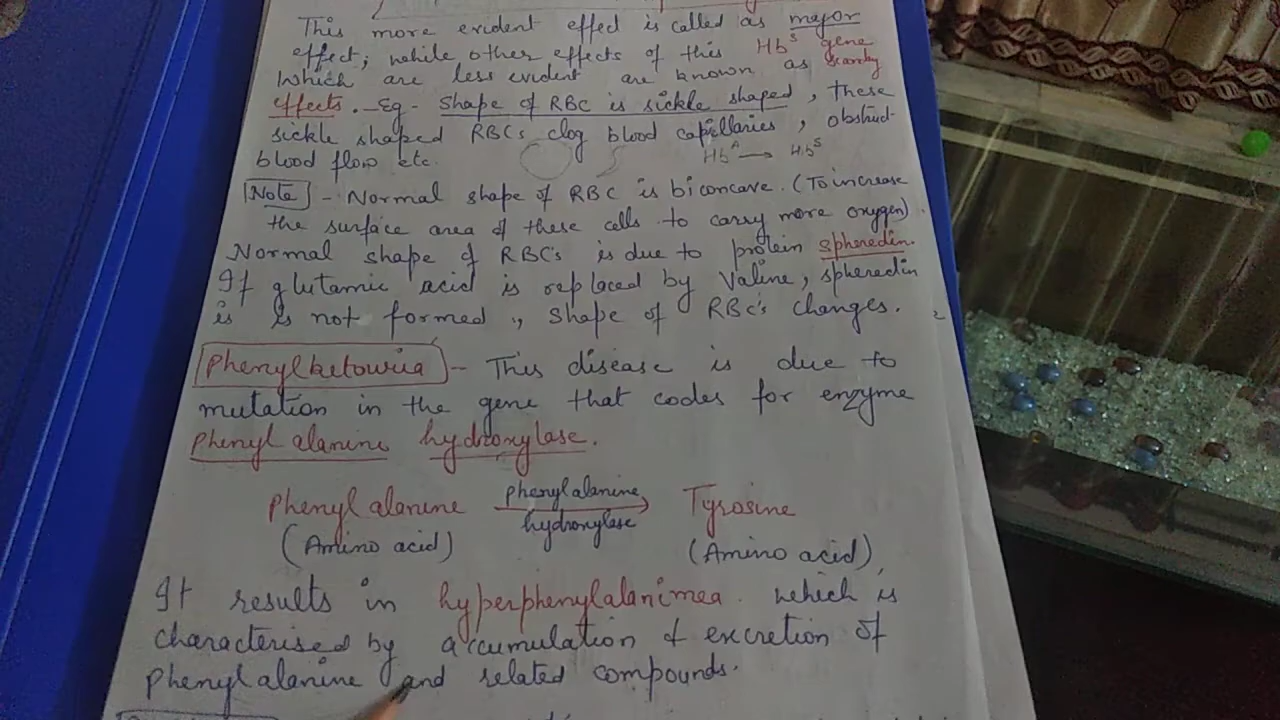 This more evident effect is called as major
effect; while other effects of this Hbˢ gene
which are less evident are known as secondary
effects. Eg- Shape of RBC is sickle shaped, these
sickle shaped RBCs clog blood capillaries, obstruct
blood flow etc. Hbᴬ → Hbˢ
Note - Normal shape of RBC is biconcave. (To increase
the surface area of these cells to carry more oxygen).
Normal shape of RBC's is due to protein spheredin.
If glutamic acid is replaced by Valine, spheredin
is is not formed, shape of RBC's changes.
Phenylketouria - This disease is due to
mutation in the gene that codes for enzyme
phenyl alanine hydroxylase.
Phenyl alanine phenylalanine hydroxylase → Tyrosine
(Amino acid) (Amino acid),
It results in hyperphenylalanimea which is
characterised by accumulation & excretion of
phenylalanine and related compounds.